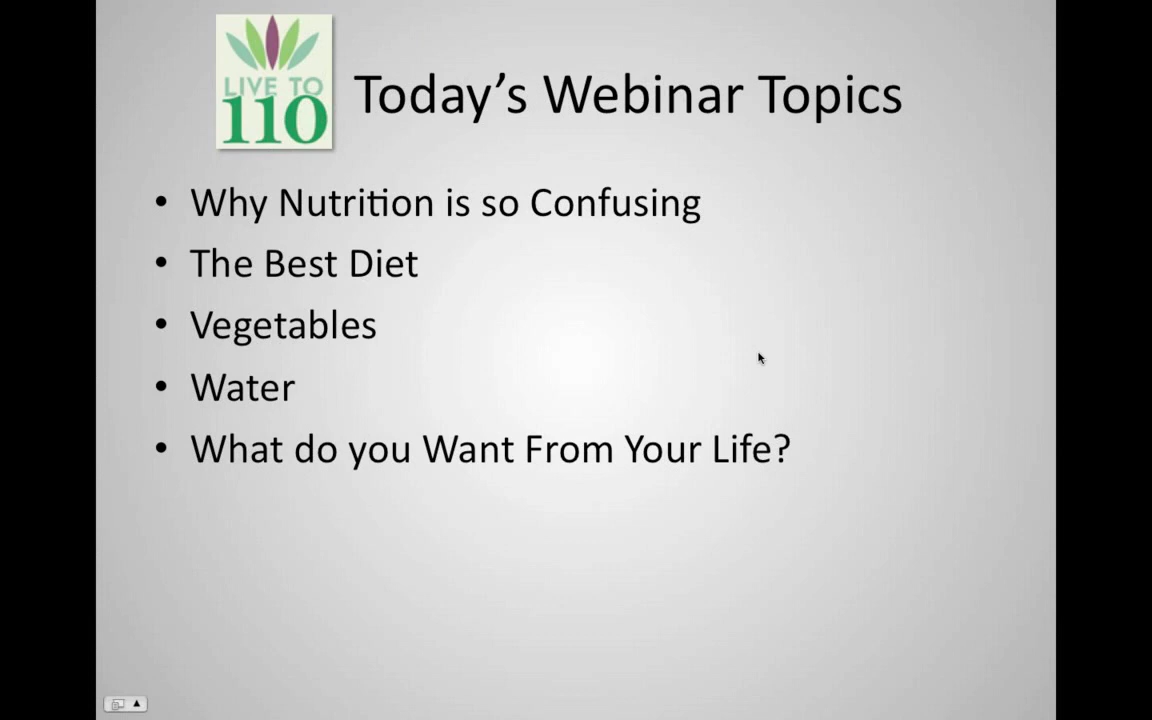 LIVE TO
110
Today's Webinar Topics
• Why Nutrition is so Confusing
• The Best Diet
• Vegetables
• Water
• What do you Want From Your Life?